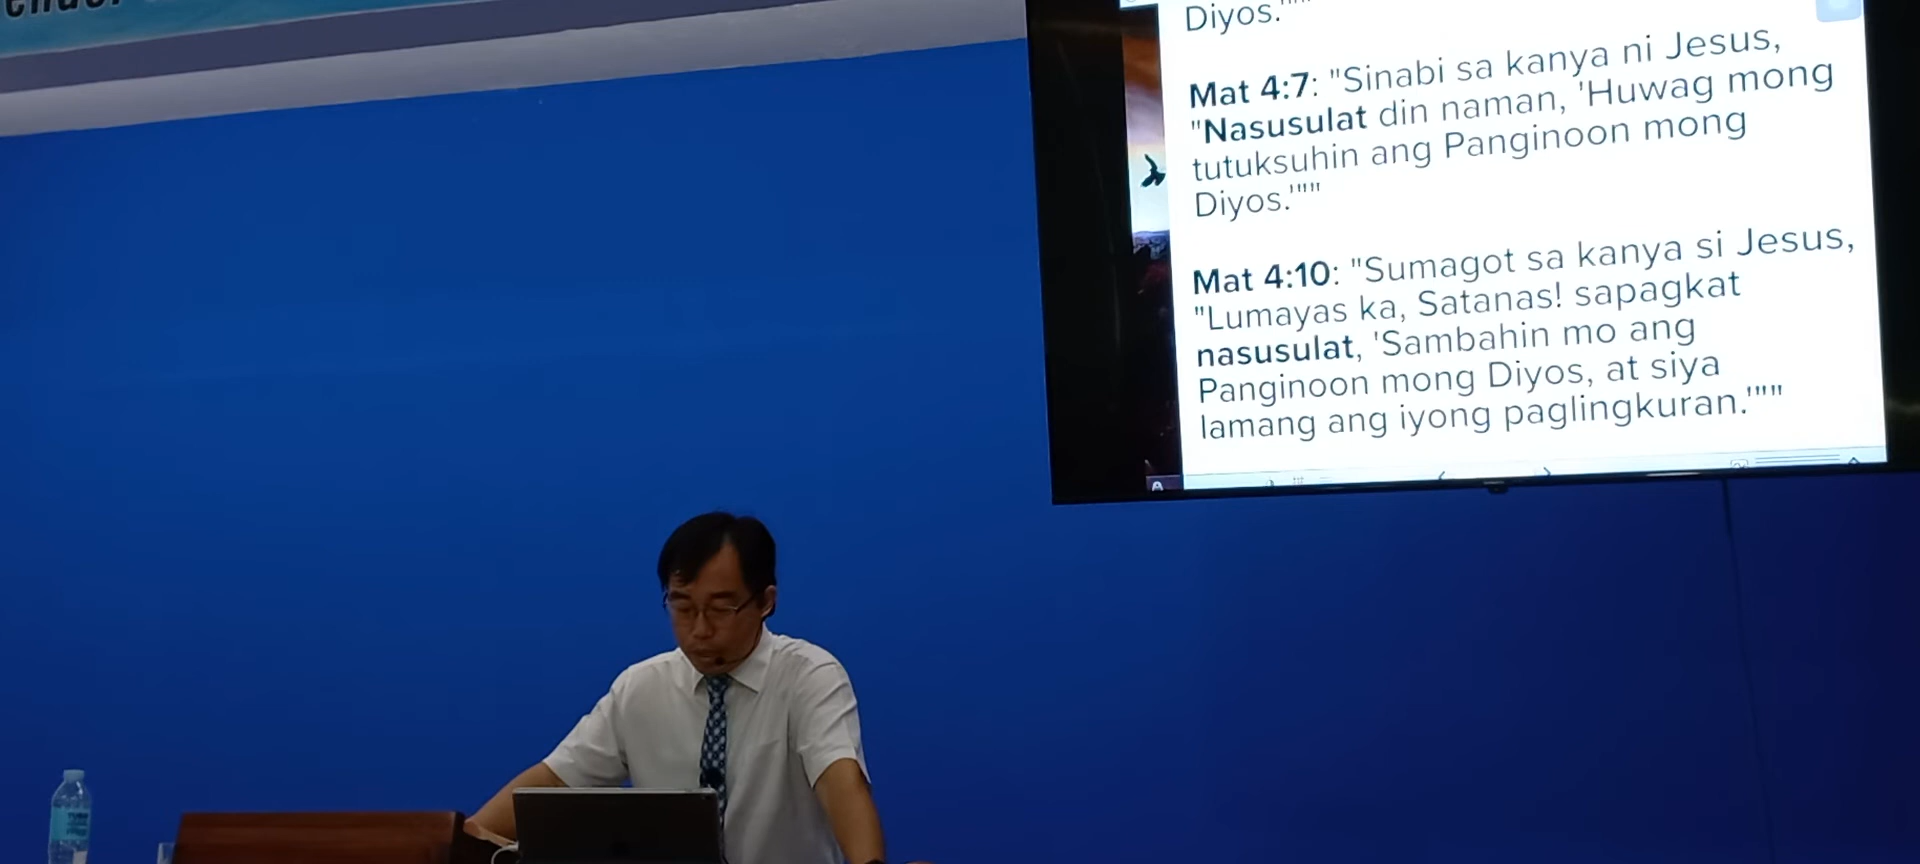 Diyos.'""
Mat 4:7: "Sinabi sa kanya ni Jesus,
"Nasusulat din naman, 'Huwag mong
tutuksuhin ang Panginoon mong
Diyos.'""
Mat 4:10: "Sumagot sa kanya si Jesus,
"Lumayas ka, Satanas! sapagkat
nasusulat, 'Sambahin mo ang
Panginoon mong Diyos, at siya
lamang ang iyong paglingkuran.'""